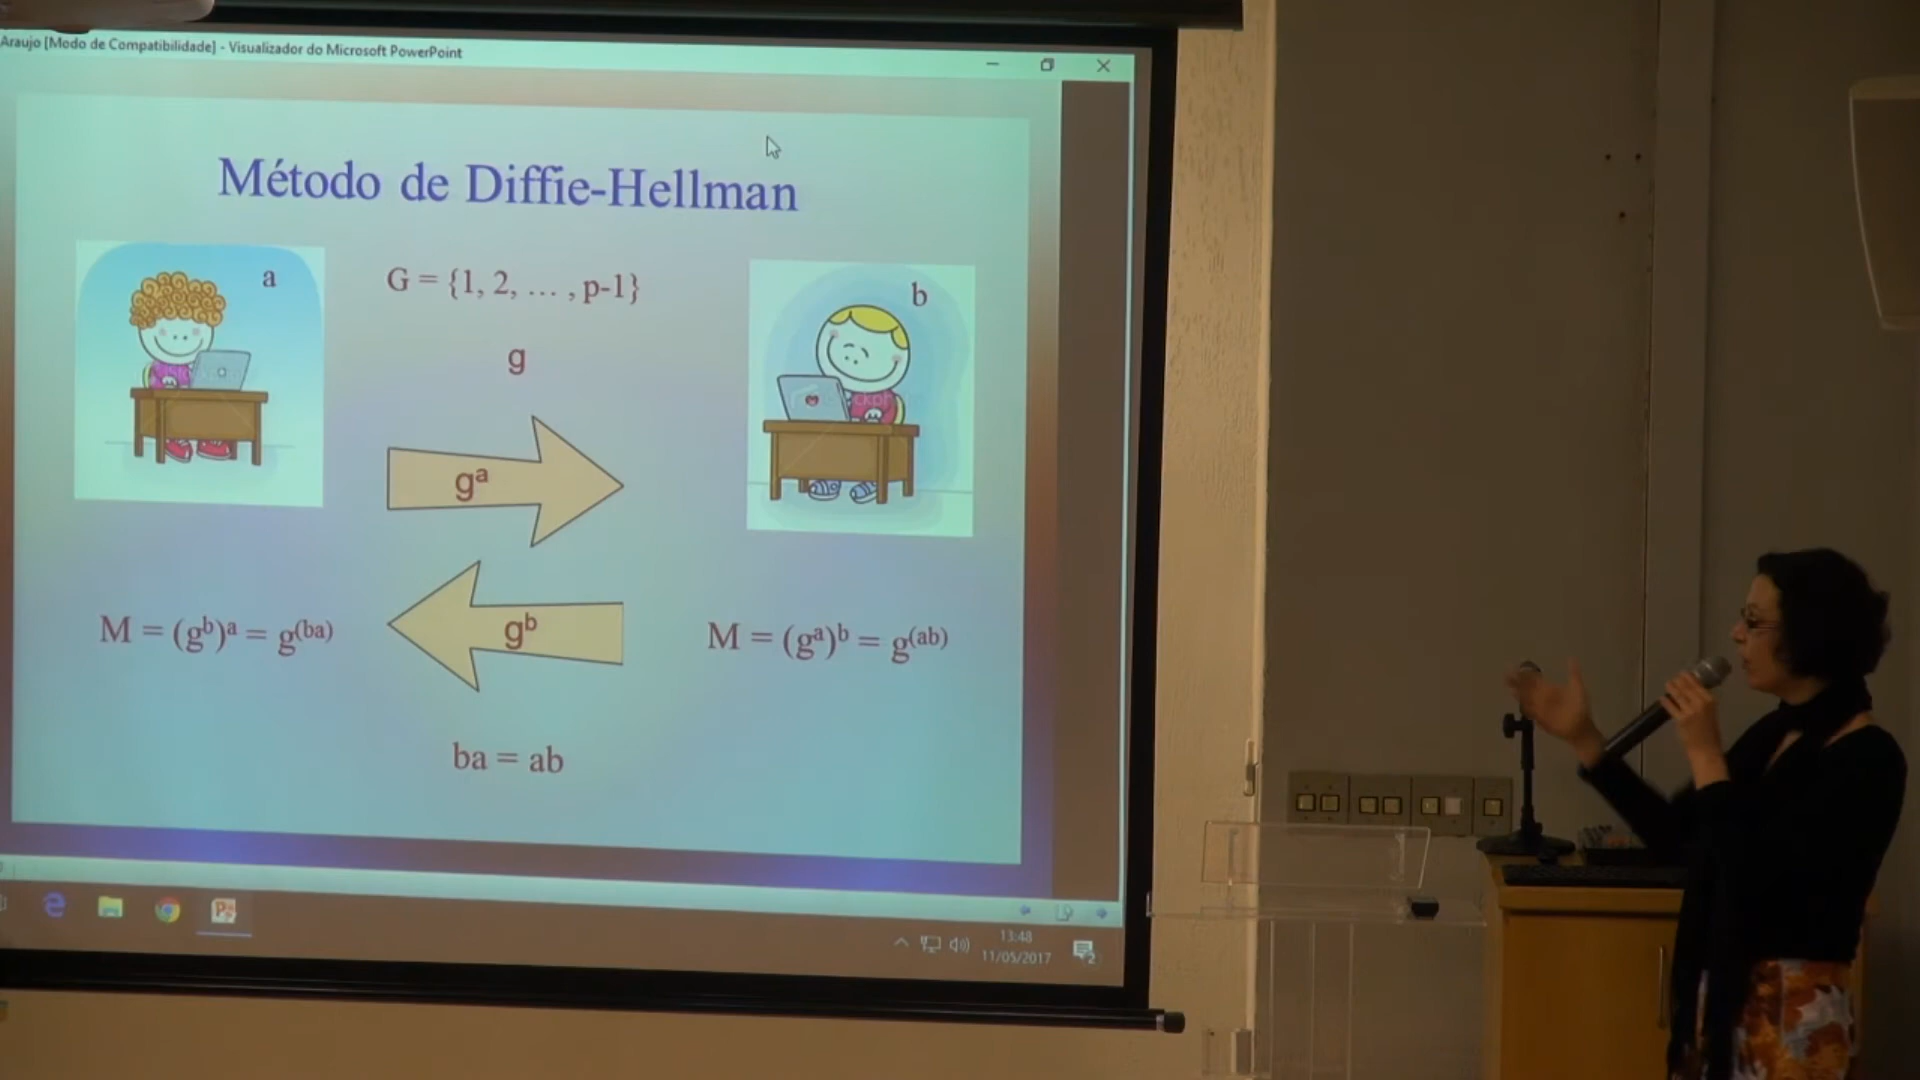 Araujo [Modo de Compatibilidade] - Visualizador do Microsoft PowerPoint
Método de Diffie-Hellman
a
G = {1, 2, … , p-1}
b
g
gᵃ
gᵇ
M = (gᵇ)ᵃ = g⁽ᵇᵃ⁾
M = (gᵃ)ᵇ = g⁽ᵃᵇ⁾
ba = ab
13:48
11/05/2017
2